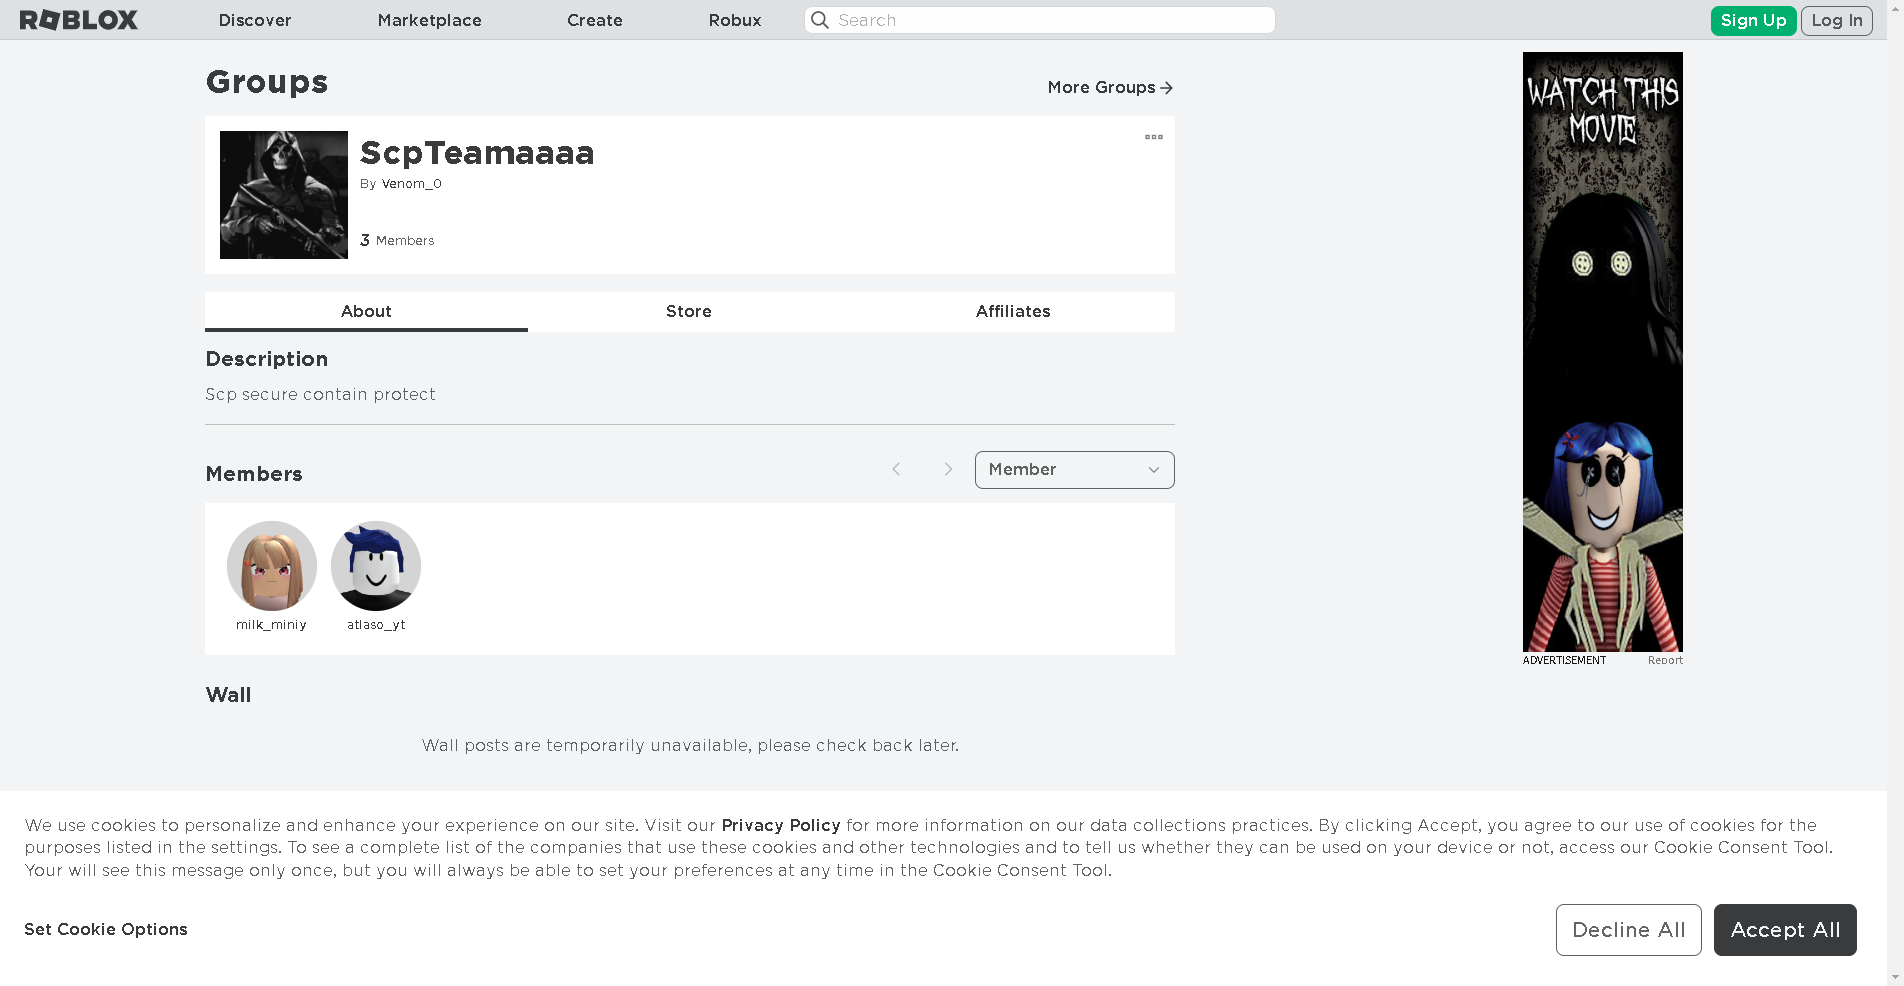 ROBLOX
Discover
Marketplace
Create
Robux
Search
Sign Up
Log In
Groups
More Groups
ScpTeamaaaa
By Venom_0
3 Members
About
Store
Affiliates
Description
Scp secure contain protect
Members
Member
milk_miniy
atlaso_yt
Wall
Wall posts are temporarily unavailable, please check back later.
WATCH THIS
MOVIE
ADVERTISEMENT
Report
We use cookies to personalize and enhance your experience on our site. Visit our Privacy Policy for more information on our data collections practices. By clicking Accept, you agree to our use of cookies for the
purposes listed in the settings. To see a complete list of the companies that use these cookies and other technologies and to tell us whether they can be used on your device or not, access our Cookie Consent Tool.
Your will see this message only once, but you will always be able to set your preferences at any time in the Cookie Consent Tool.
Set Cookie Options
Decline All
Accept All